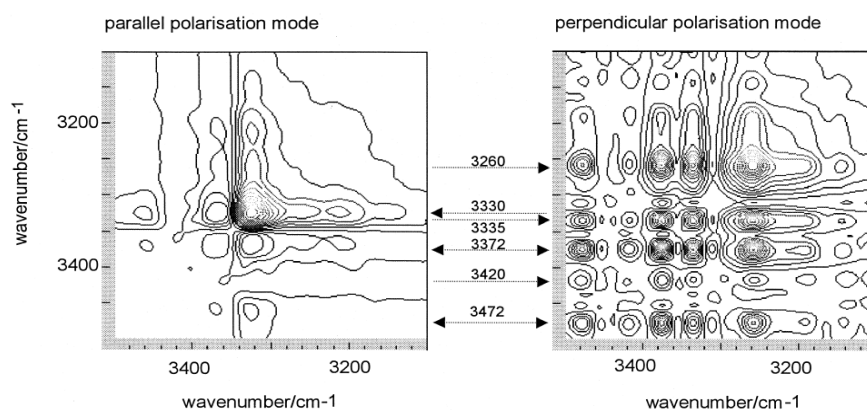 parallel polarisation mode
perpendicular polarisation mode
wavenumber/cm-1
3200
3400
3400
3200
wavenumber/cm-1
3260
3330
3335
3372
3420
3472
3400
3200
wavenumber/cm-1